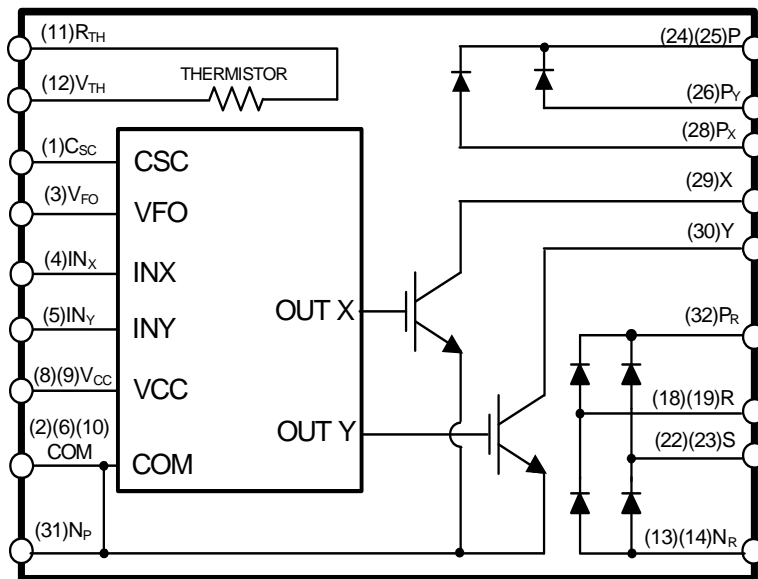 (11)RTH
(12)VTH
THERMISTOR
(1)CSC
(3)VFO
(4)INX
(5)INY
(8)(9)VCC
(2)(6)(10)
COM
(31)NP
CSC
VFO
INX
INY
VCC
COM
OUT X
OUT Y
(24)(25)P
(26)PY
(28)PX
(29)X
(30)Y
(32)PR
(18)(19)R
(22)(23)S
(13)(14)NR